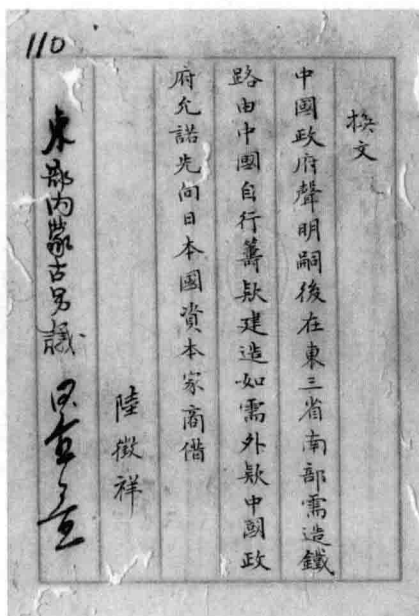 110
換文
中國政府聲明嗣後在東三省南部需造鐵
路由中國自行籌欵建造如需外欵中國政
府允諾先向日本國資本家商借
陸徵祥
東部內蒙古另議